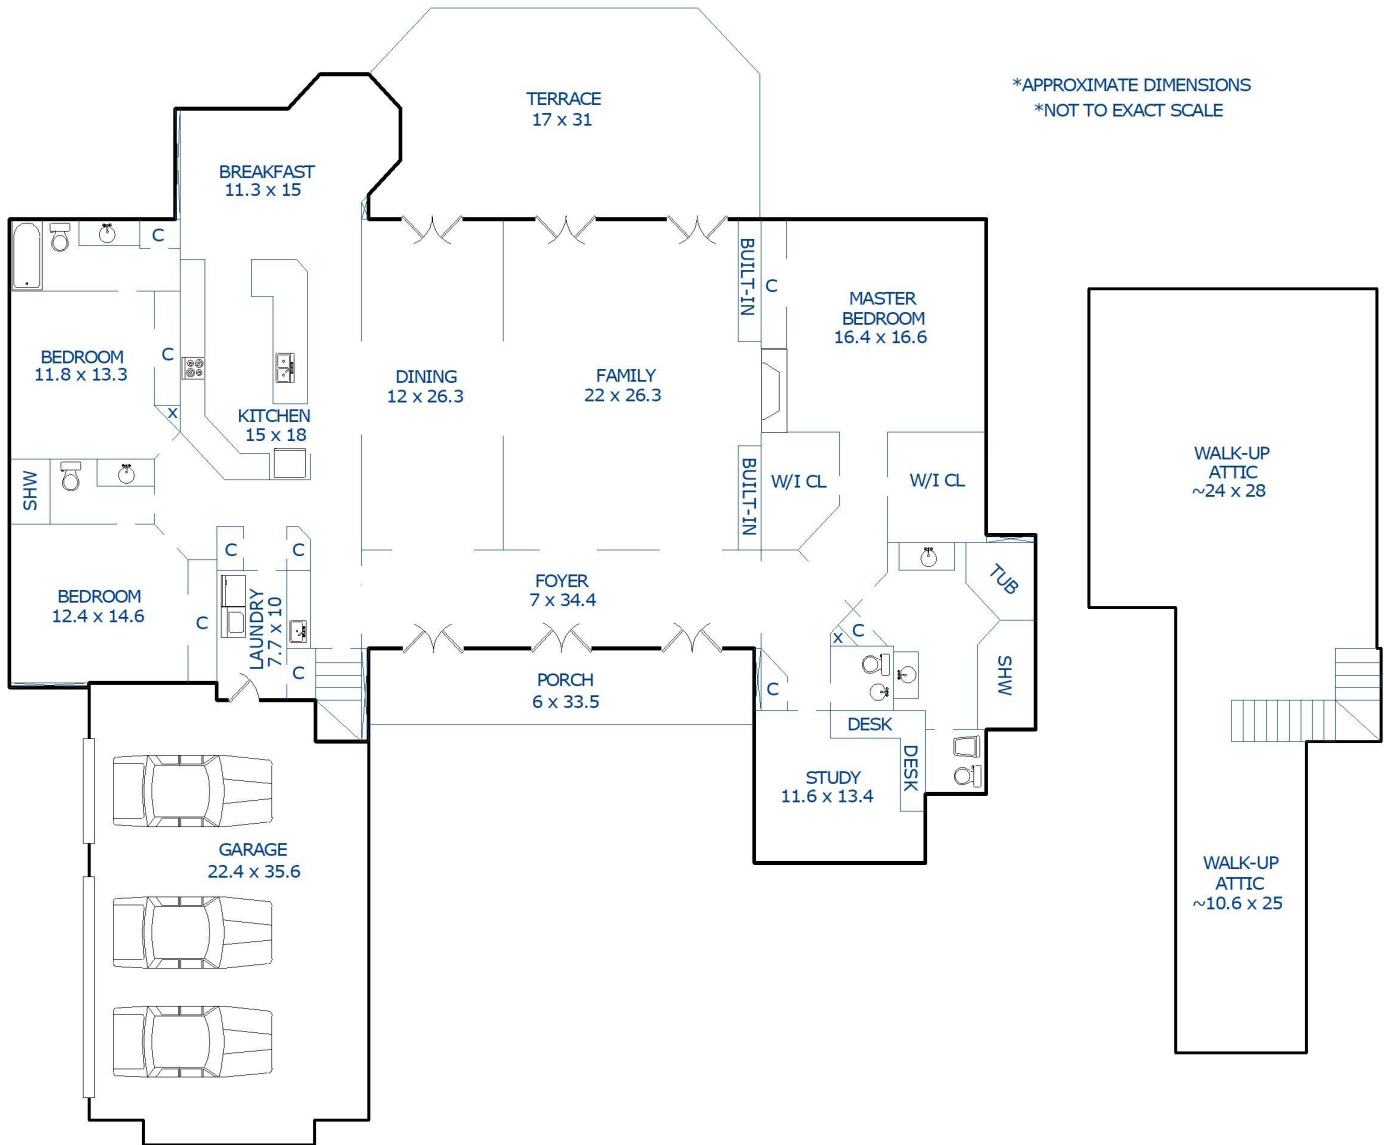 *APPROXIMATE DIMENSIONS
*NOT TO EXACT SCALE
TERRACE
17 x 31
BREAKFAST
11.3 x 15
C
BUILT-IN
C
MASTER
BEDROOM
16.4 x 16.6
BEDROOM
11.8 x 13.3
C
X
KITCHEN
15 x 18
DINING
12 x 26.3
FAMILY
22 x 26.3
SHW
BUILT-IN
W/I CL
W/I CL
C
C
BEDROOM
12.4 x 14.6
C
LAUNDRY
7.7 x 10
C
FOYER
7 x 34.4
TUB
X
C
SHW
PORCH
6 x 33.5
C
DESK
DESK
STUDY
11.6 x 13.4
GARAGE
22.4 x 35.6
WALK-UP
ATTIC
~24 x 28
WALK-UP
ATTIC
~10.6 x 25